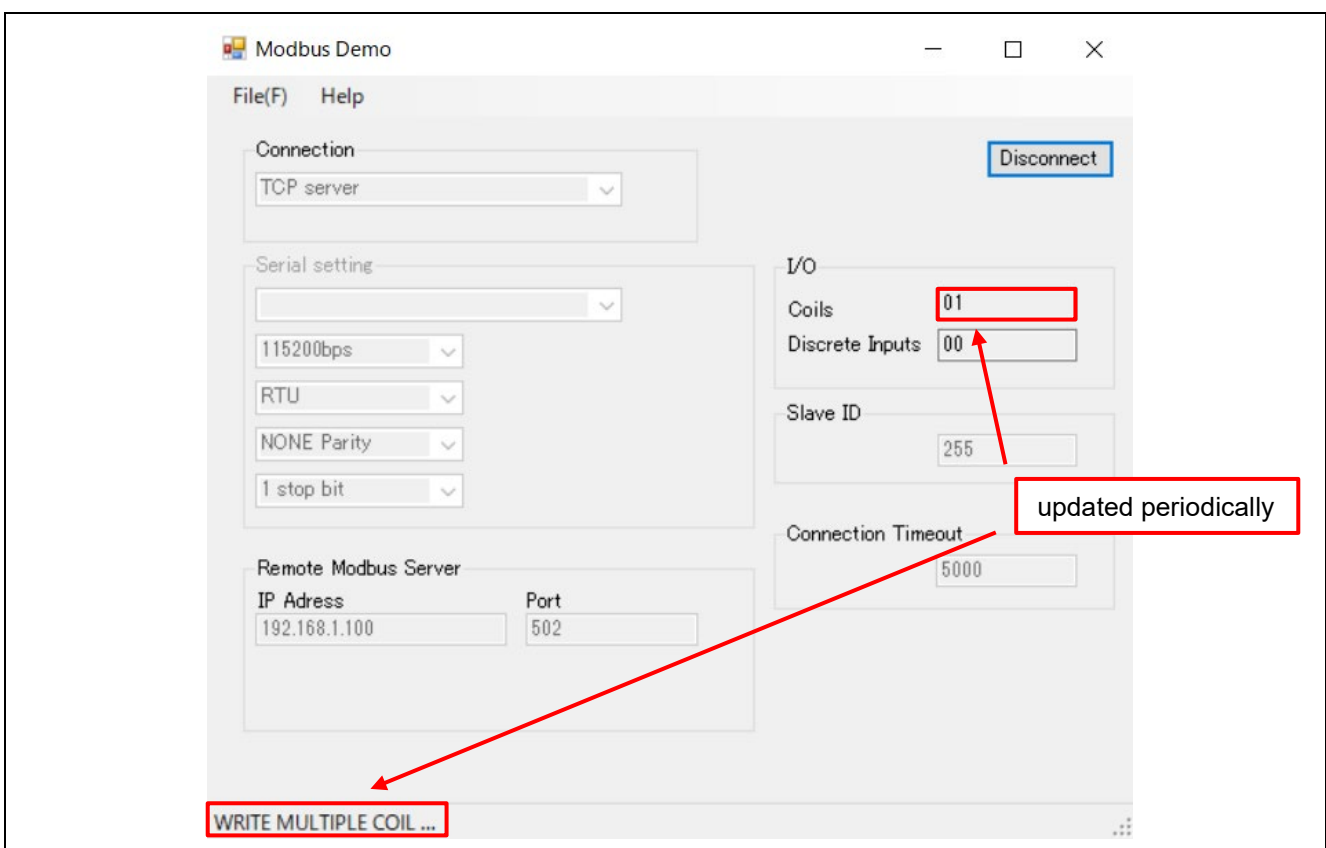 Modbus Demo
File(F) Help
Connection
Disconnect
TCP server
Serial setting
I/O
Coils 01
Discrete Inputs 00
115200bps
RTU
Slave ID
NONE Parity
255
1 stop bit
updated periodically
Connection Timeout
5000
Remote Modbus Server
IP Adress Port
192.168.1.100 502
WRITE MULTIPLE COIL ...